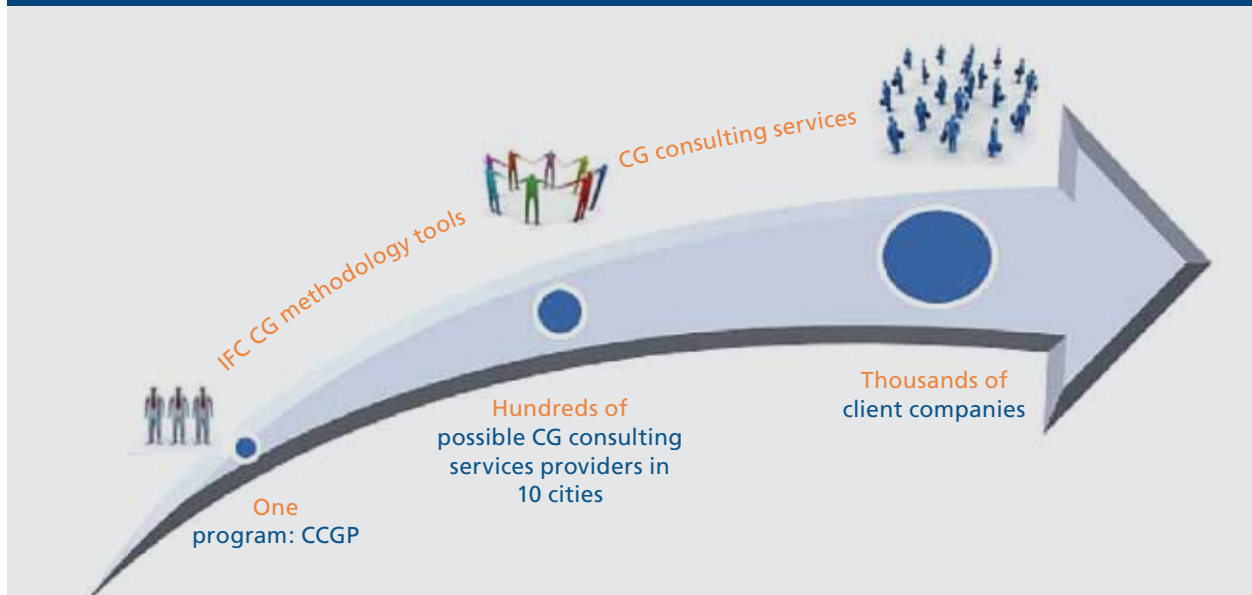 CG consulting services
IFC CG methodology tools
One
program: CCGP
Hundreds of
possible CG consulting
services providers in
10 cities
Thousands of
client companies